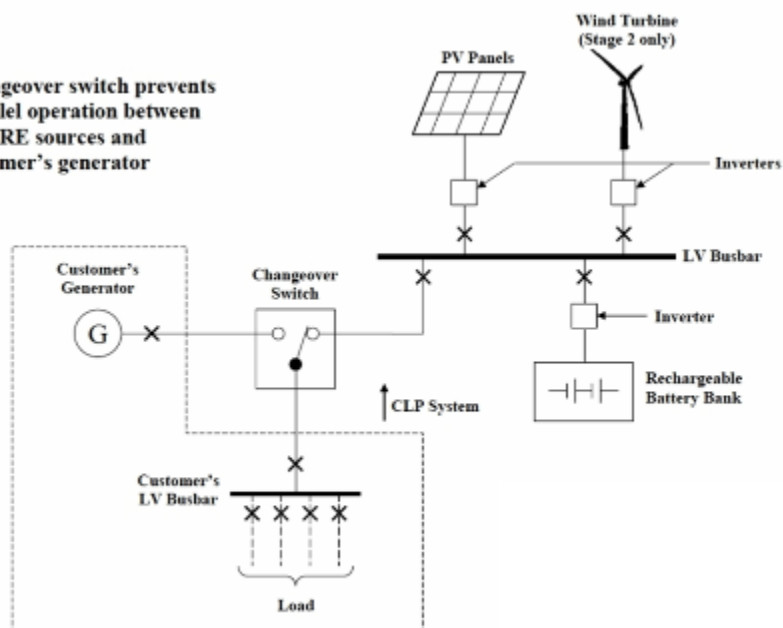 geover switch prevents
lel operation between
RE sources and
mer's generator
Wind Turbine
(Stage 2 only)
PV Panels
Inverters
LV Busbar
Customer's
Generator
Changeover
Switch
G
Inverter
Rechargeable
Battery Bank
CLP System
Customer's
LV Busbar
Load